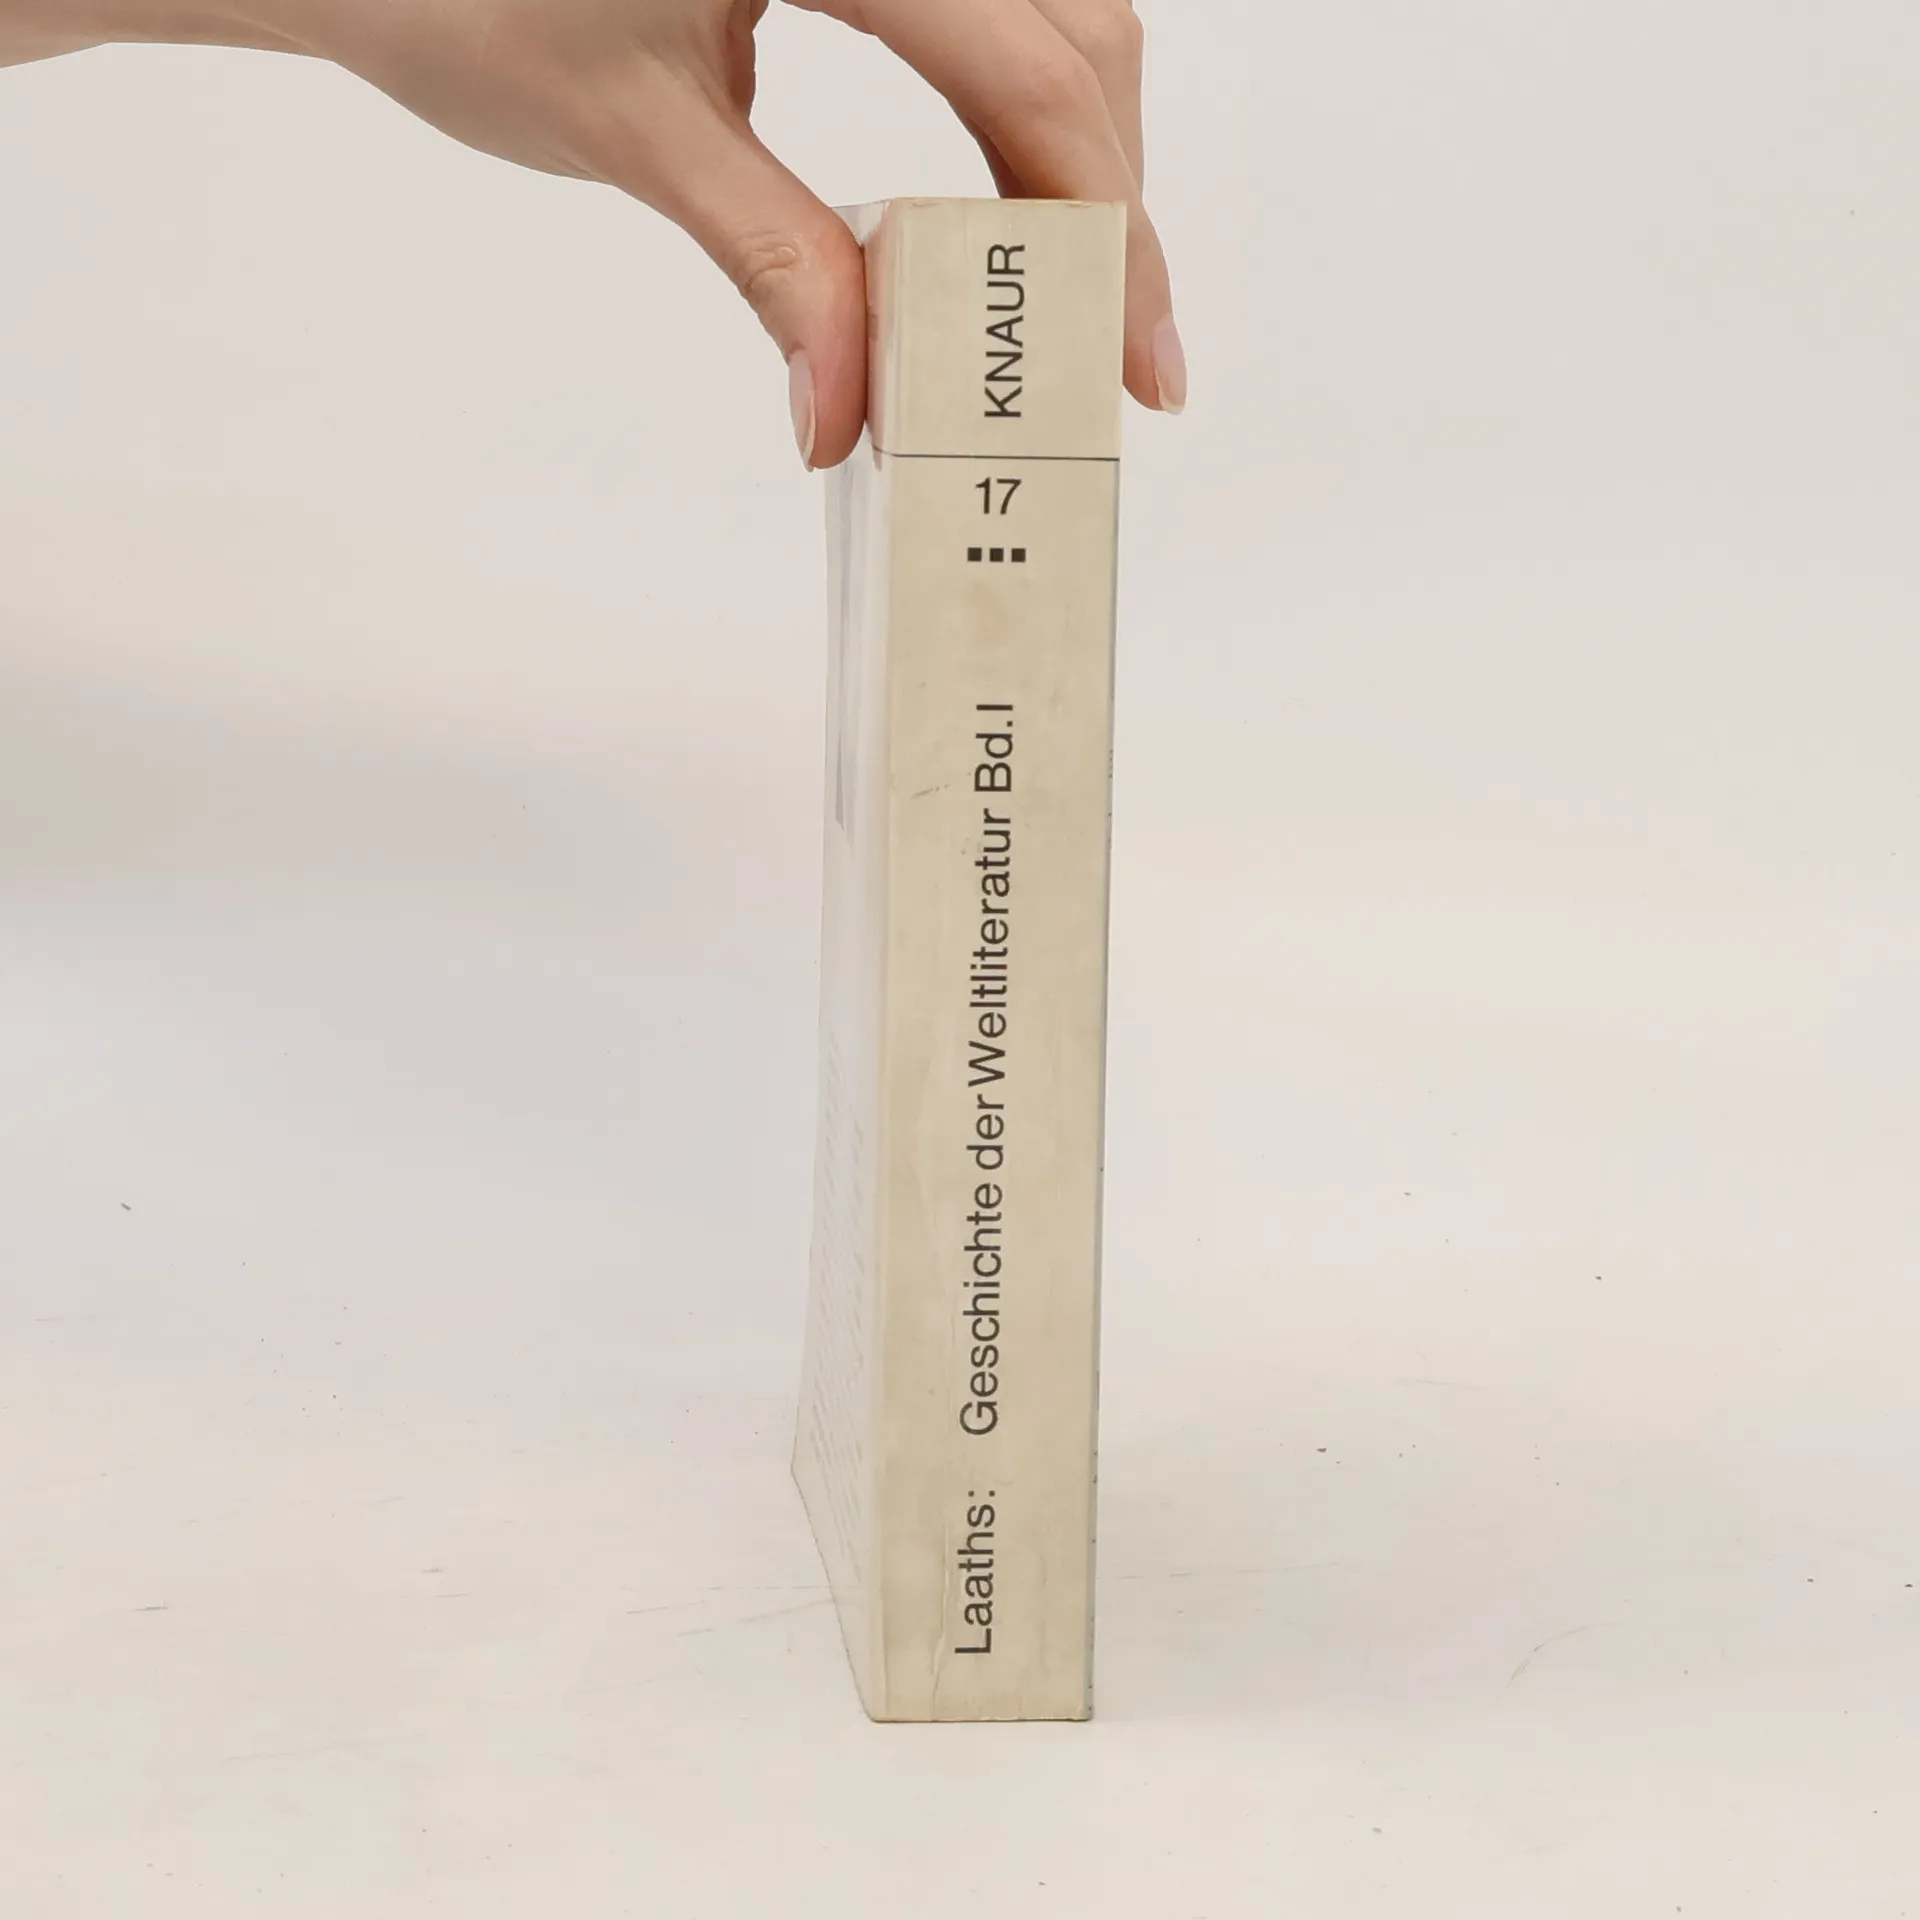 Laaths: Geschichte der Weltliteratur Bd. I
17
KNAUR